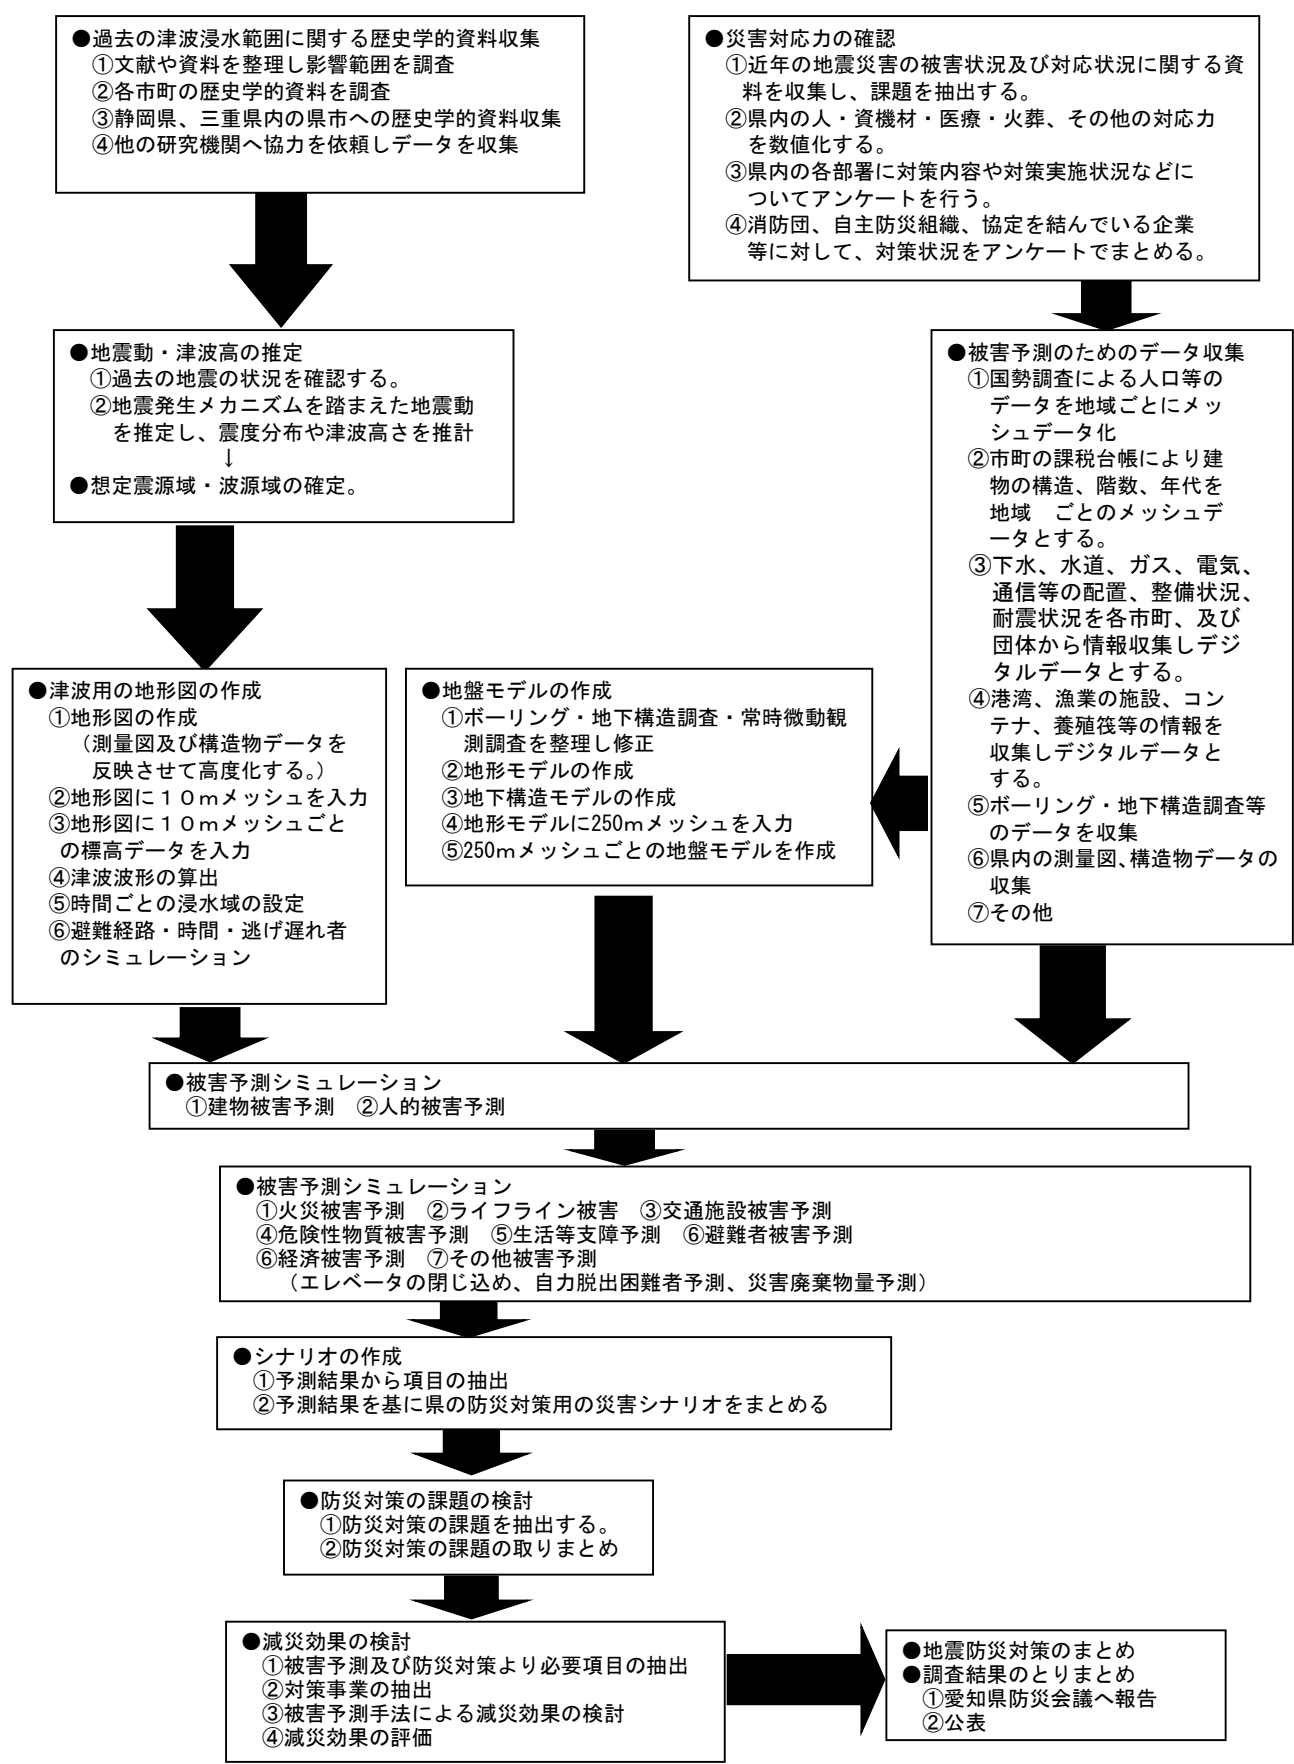 ●過去の津波浸水範囲に関する歴史学的資料収集
①文献や資料を整理し影響範囲を調査
②各市町の歴史学的資料を調査
③静岡県、三重県内の県市への歴史学的資料収集
④他の研究機関へ協力を依頼しデータを収集
●災害対応力の確認
①近年の地震災害の被害状況及び対応状況に関する資
料を収集し、課題を抽出する。
②県内の人・資機材・医療・火葬、その他の対応力
を数値化する。
③県内の各部署に対策内容や対策実施状況などに
ついてアンケートを行う。
④消防団、自主防災組織、協定を結んでいる企業
等に対して、対策状況をアンケートでまとめる。
●地震動・津波高の推定
①過去の地震の状況を確認する。
②地震発生メカニズムを踏まえた地震動
を推定し、震度分布や津波高さを推計
↓
●想定震源域・波源域の確定。
●被害予測のためのデータ収集
①国勢調査による人口等の
データを地域ごとにメッ
シュデータ化
②市町の課税台帳により建
物の構造、階数、年代を
地域　ごとのメッシュデ
ータとする。
③下水、水道、ガス、電気、
通信等の配置、整備状況、
耐震状況を各市町、及び
団体から情報収集しデジ
タルデータとする。
④港湾、漁業の施設、コン
テナ、養殖筏等の情報を
収集しデジタルデータと
する。
⑤ボーリング・地下構造調査等
のデータを収集
⑥県内の測量図、構造物データの
収集
⑦その他
●津波用の地形図の作成
①地形図の作成
（測量図及び構造物データを
反映させて高度化する。）
②地形図に１０ｍメッシュを入力
③地形図に１０ｍメッシュごと
の標高データを入力
④津波波形の算出
⑤時間ごとの浸水域の設定
⑥避難経路・時間・逃げ遅れ者
のシミュレーション
●地盤モデルの作成
①ボーリング・地下構造調査・常時微動観
測調査を整理し修正
②地形モデルの作成
③地下構造モデルの作成
④地形モデルに250ｍメッシュを入力
⑤250ｍメッシュごとの地盤モデルを作成
●被害予測シミュレーション
①建物被害予測　②人的被害予測
●被害予測シミュレーション
①火災被害予測　②ライフライン被害　③交通施設被害予測
④危険性物質被害予測　⑤生活等支障予測　⑥避難者被害予測
⑥経済被害予測　⑦その他被害予測
（エレベータの閉じ込め、自力脱出困難者予測、災害廃棄物量予測）
●シナリオの作成
①予測結果から項目の抽出
②予測結果を基に県の防災対策用の災害シナリオをまとめる
●防災対策の課題の検討
①防災対策の課題を抽出する。
②防災対策の課題の取りまとめ
●減災効果の検討
①被害予測及び防災対策より必要項目の抽出
②対策事業の抽出
③被害予測手法による減災効果の検討
④減災効果の評価
●地震防災対策のまとめ
●調査結果のとりまとめ
①愛知県防災会議へ報告
②公表